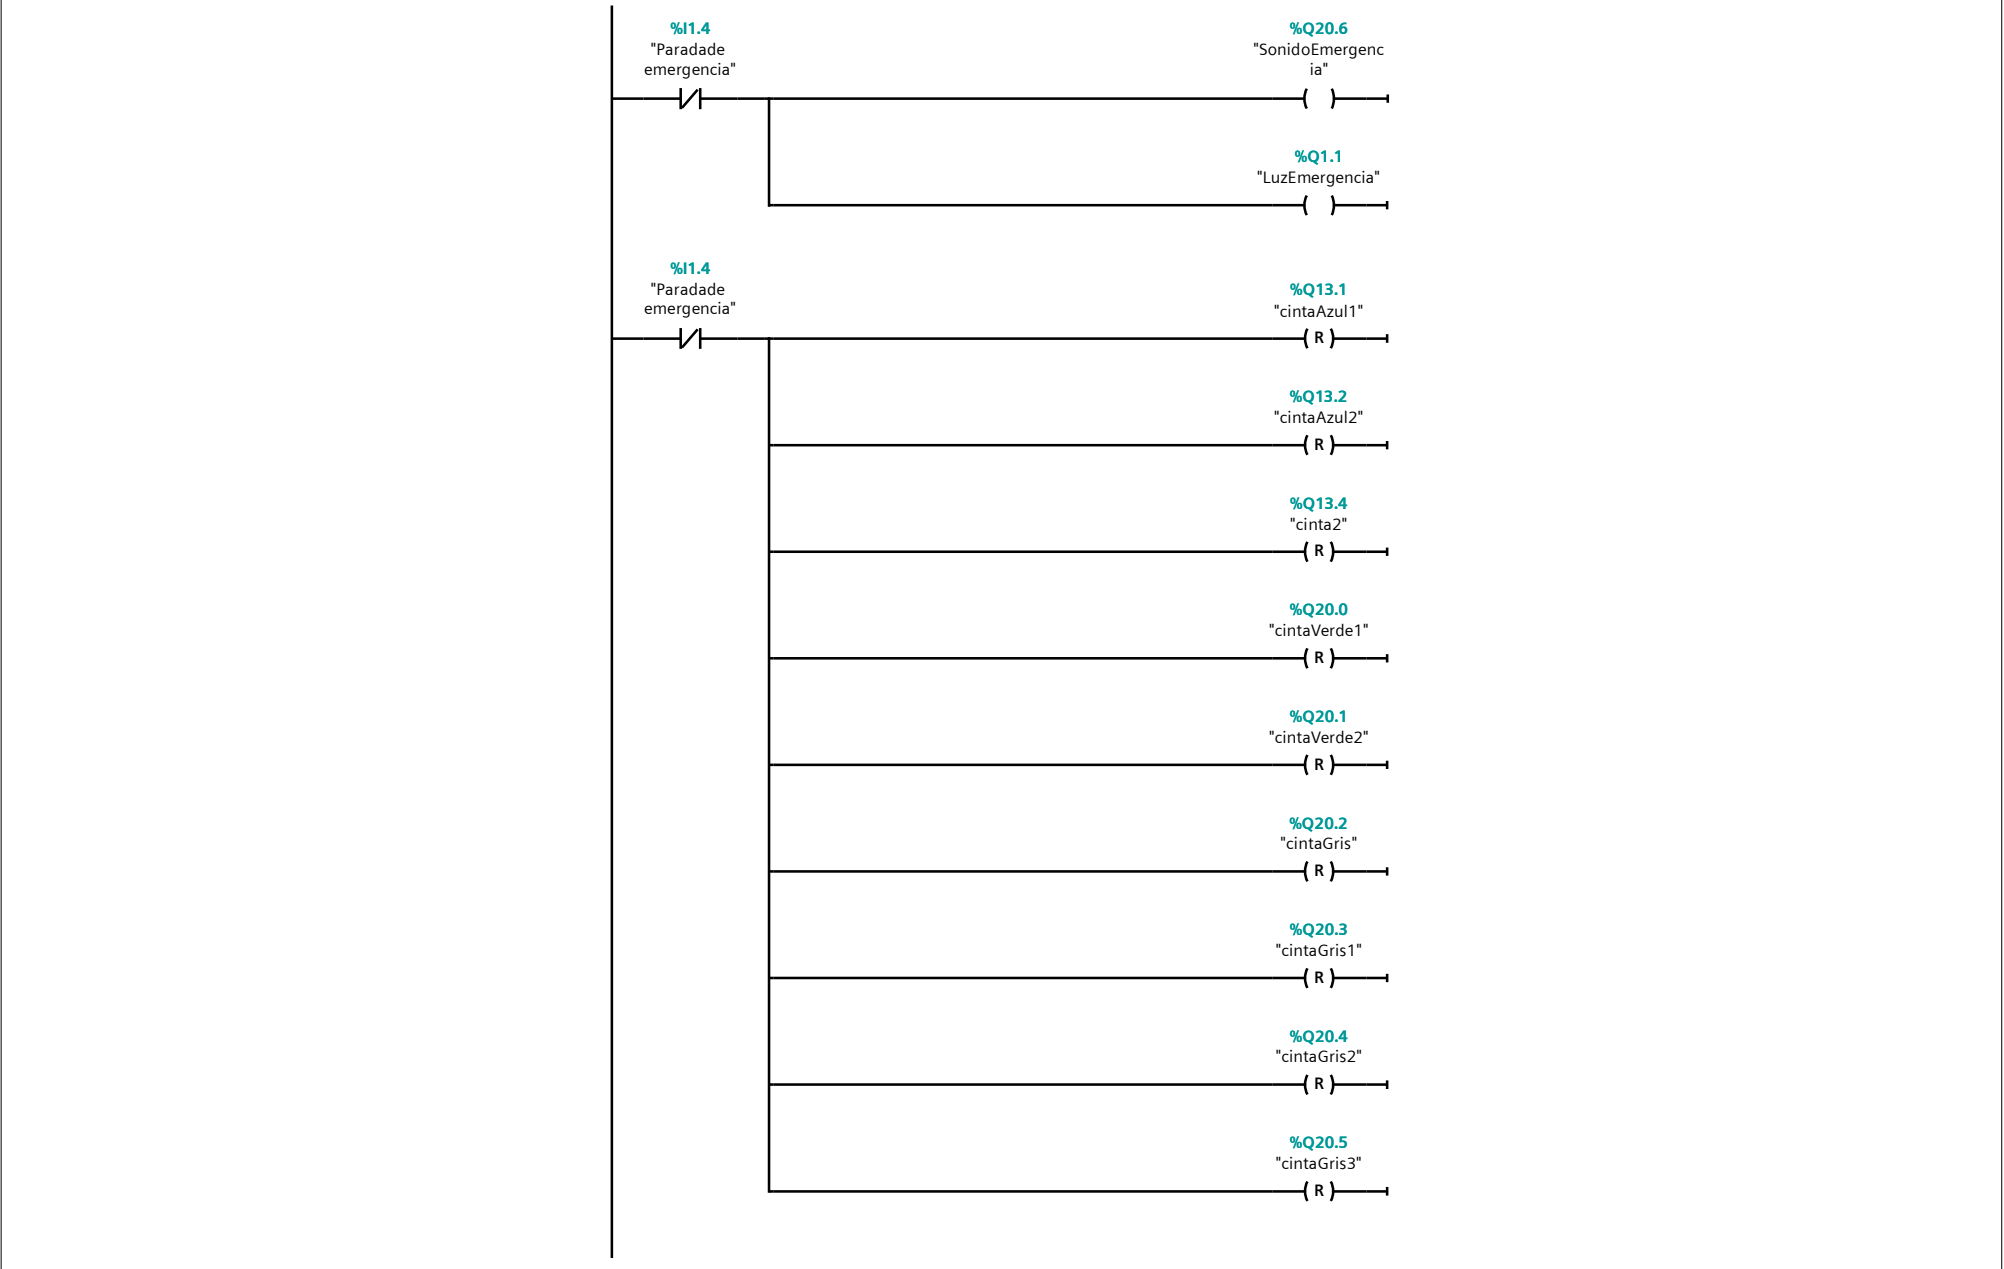 %I1.4
"Paradade
emergencia"
%Q20.6
"SonidoEmergenc
ia"
%Q1.1
"LuzEmergencia"
%I1.4
"Paradade
emergencia"
%Q13.1
"cintaAzul1"
R
%Q13.2
"cintaAzul2"
R
%Q13.4
"cinta2"
R
%Q20.0
"cintaVerde1"
R
%Q20.1
"cintaVerde2"
R
%Q20.2
"cintaGris"
R
%Q20.3
"cintaGris1"
R
%Q20.4
"cintaGris2"
R
%Q20.5
"cintaGris3"
R